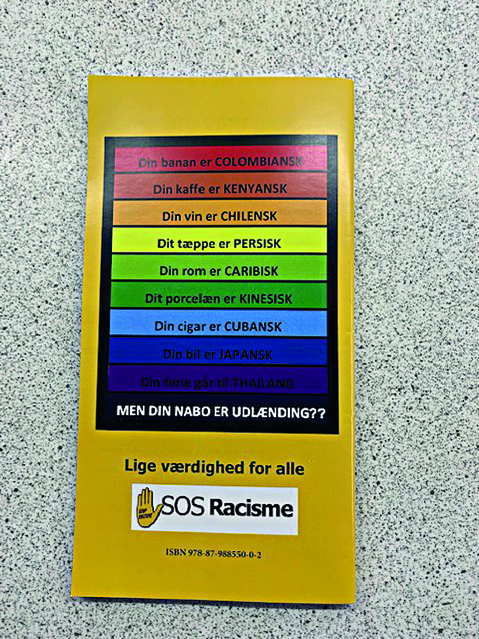 Din banan er COLOMBIANSK
Din kaffe er KENYANSK
Din vin er CHILENSK
Dit tæppe er PERSISK
Din rom er CARIBISK
Dit porcelæn er KINESISK
Din cigar er CUBANSK
Din bil er JAPANSK
Din ferie går til THAILAND
MEN DIN NABO ER UDLÆNDING??
Lige værdighed for alle
STOP
RACISME
SOS Racisme
ISBN 978-87-988550-0-2